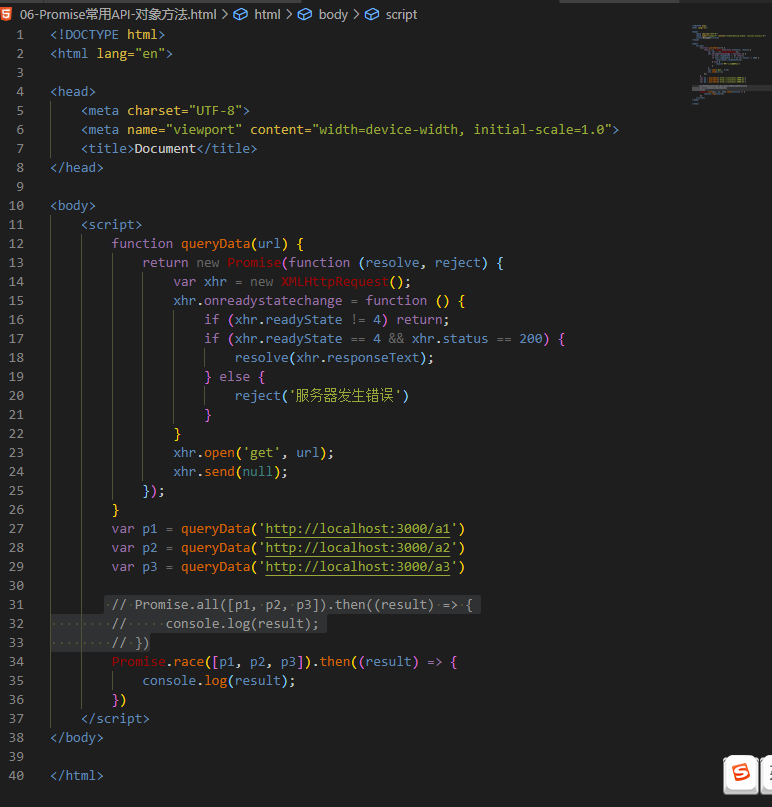 06-Promise常用API-对象方法.html > html > body > script
1 <!DOCTYPE html>
2 <html lang="en">
3
4 <head>
5 <meta charset="UTF-8">
6 <meta name="viewport" content="width=device-width, initial-scale=1.0">
7 <title>Document</title>
8 </head>
9
10 <body>
11 <script>
12 function queryData(url) {
13 return new Promise(function (resolve, reject) {
14 var xhr = new XMLHttpRequest();
15 xhr.onreadystatechange = function () {
16 if (xhr.readyState != 4) return;
17 if (xhr.readyState == 4 && xhr.status == 200) {
18 resolve(xhr.responseText);
19 } else {
20 reject('服务器发生错误')
21 }
22 }
23 xhr.open('get', url);
24 xhr.send(null);
25 });
26 }
27 var p1 = queryData('http://localhost:3000/a1')
28 var p2 = queryData('http://localhost:3000/a2')
29 var p3 = queryData('http://localhost:3000/a3')
30
31 // Promise.all([p1, p2, p3]).then((result) => {
32 // console.log(result);
33 // })
34 Promise.race([p1, p2, p3]).then((result) => {
35 console.log(result);
36 })
37 </script>
38 </body>
39
40 </html>